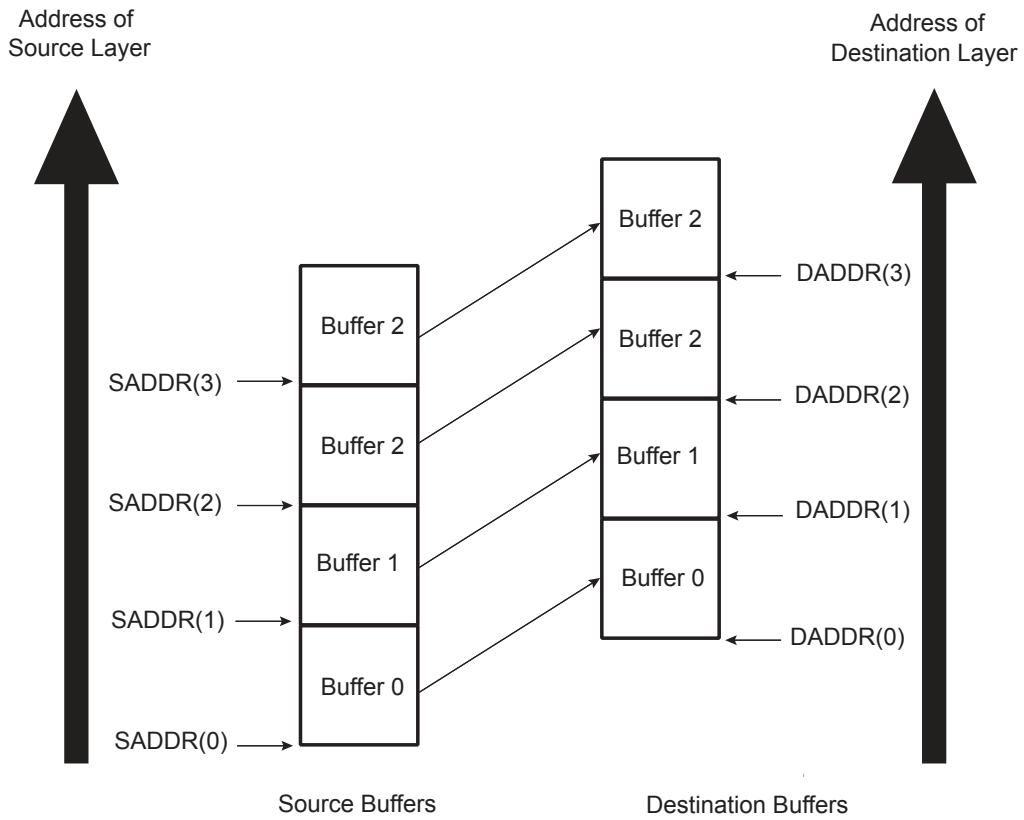 Address of
Source Layer
Address of
Destination Layer
Buffer 2
Buffer 2
DADDR(3)
Buffer 2
Buffer 2
SADDR(3)
DADDR(2)
Buffer 2
Buffer 1
SADDR(2)
DADDR(1)
Buffer 1
Buffer 0
SADDR(1)
DADDR(0)
Buffer 0
SADDR(0)
Source Buffers
Destination Buffers